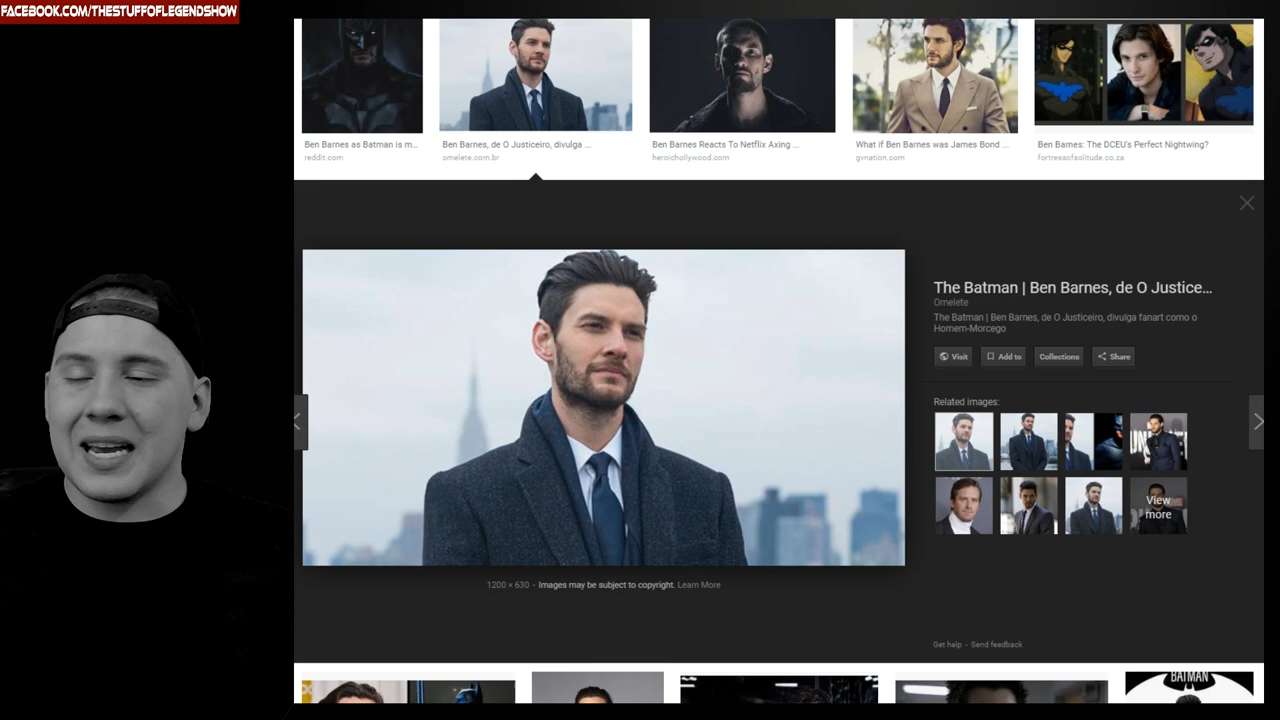 FACEBOOK.COM/THESTUFFOFLEGENDSHOW
Ben Barnes as Batman is m...
reddit.com
Ben Barnes, de O Justiceiro, divulga ...
omelete.com.br
Ben Barnes Reacts To Netflix Axing ...
heroichollywood.com
What if Ben Barnes was James Bond ...
gvnation.com
Ben Barnes: The DCEU's Perfect Nightwing?
fortressofsolitude.co.za
The Batman | Ben Barnes, de O Justice...
Omelete
The Batman | Ben Barnes, de O Justiceiro, divulga fanart como o
Homem-Morcego
Visit
Add to
Collections
Share
Related images:
View
more
1200 × 630 - Images may be subject to copyright. Learn More
Get help - Send feedback
BATMAN